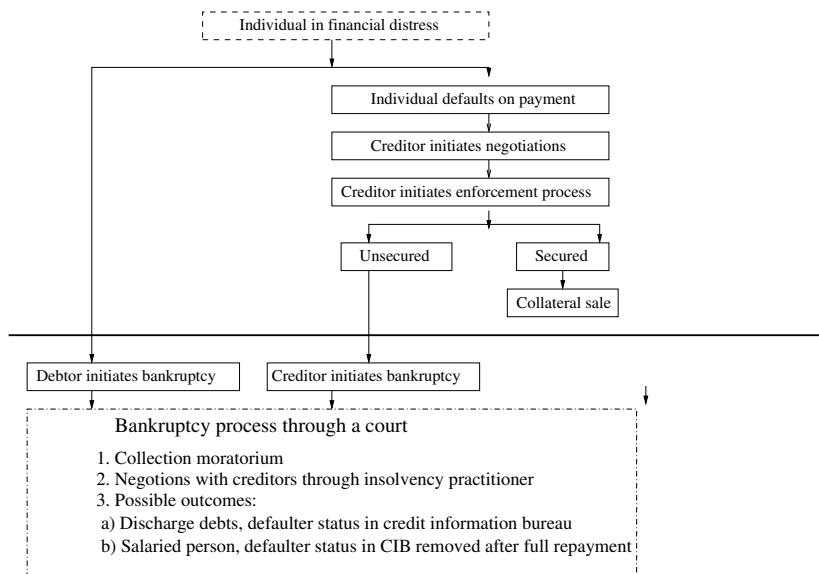 Individual in financial distress
Individual defaults on payment
Creditor initiates negotiations
Creditor initiates enforcement process
Unsecured
Secured
Collateral sale
Debtor initiates bankruptcy
Creditor initiates bankruptcy
Bankruptcy process through a court
1. Collection moratorium
2. Negotions with creditors through insolvency practitioner
3. Possible outcomes:
a) Discharge debts, defaulter status in credit information bureau
b) Salaried person, defaulter status in CIB removed after full repayment